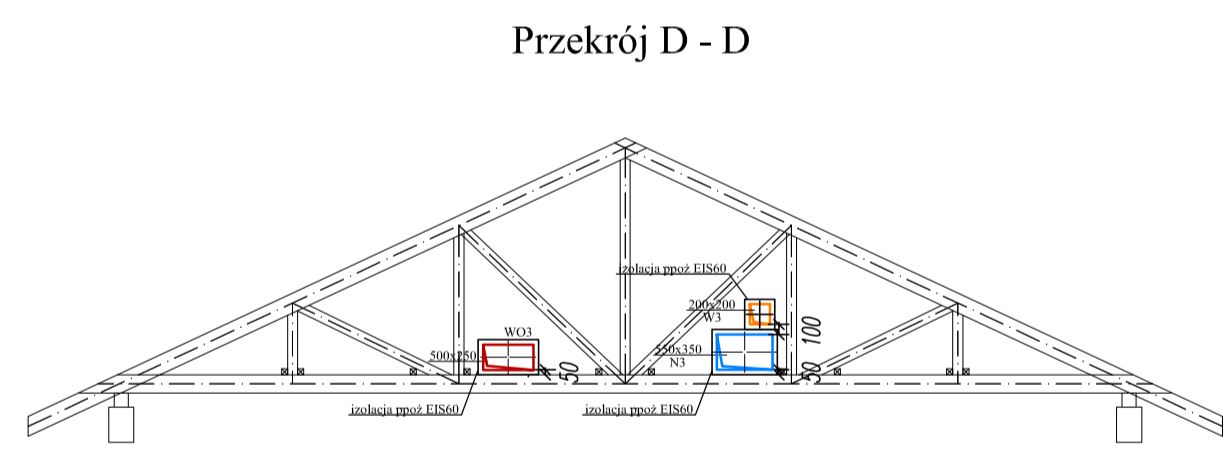 Przekrój D - D
izolacja ppoż EIS60
200x200
W3
100
WO3
500x250
50
550x350
N3
50
izolacja ppoż EIS60
izolacja ppoż EIS60